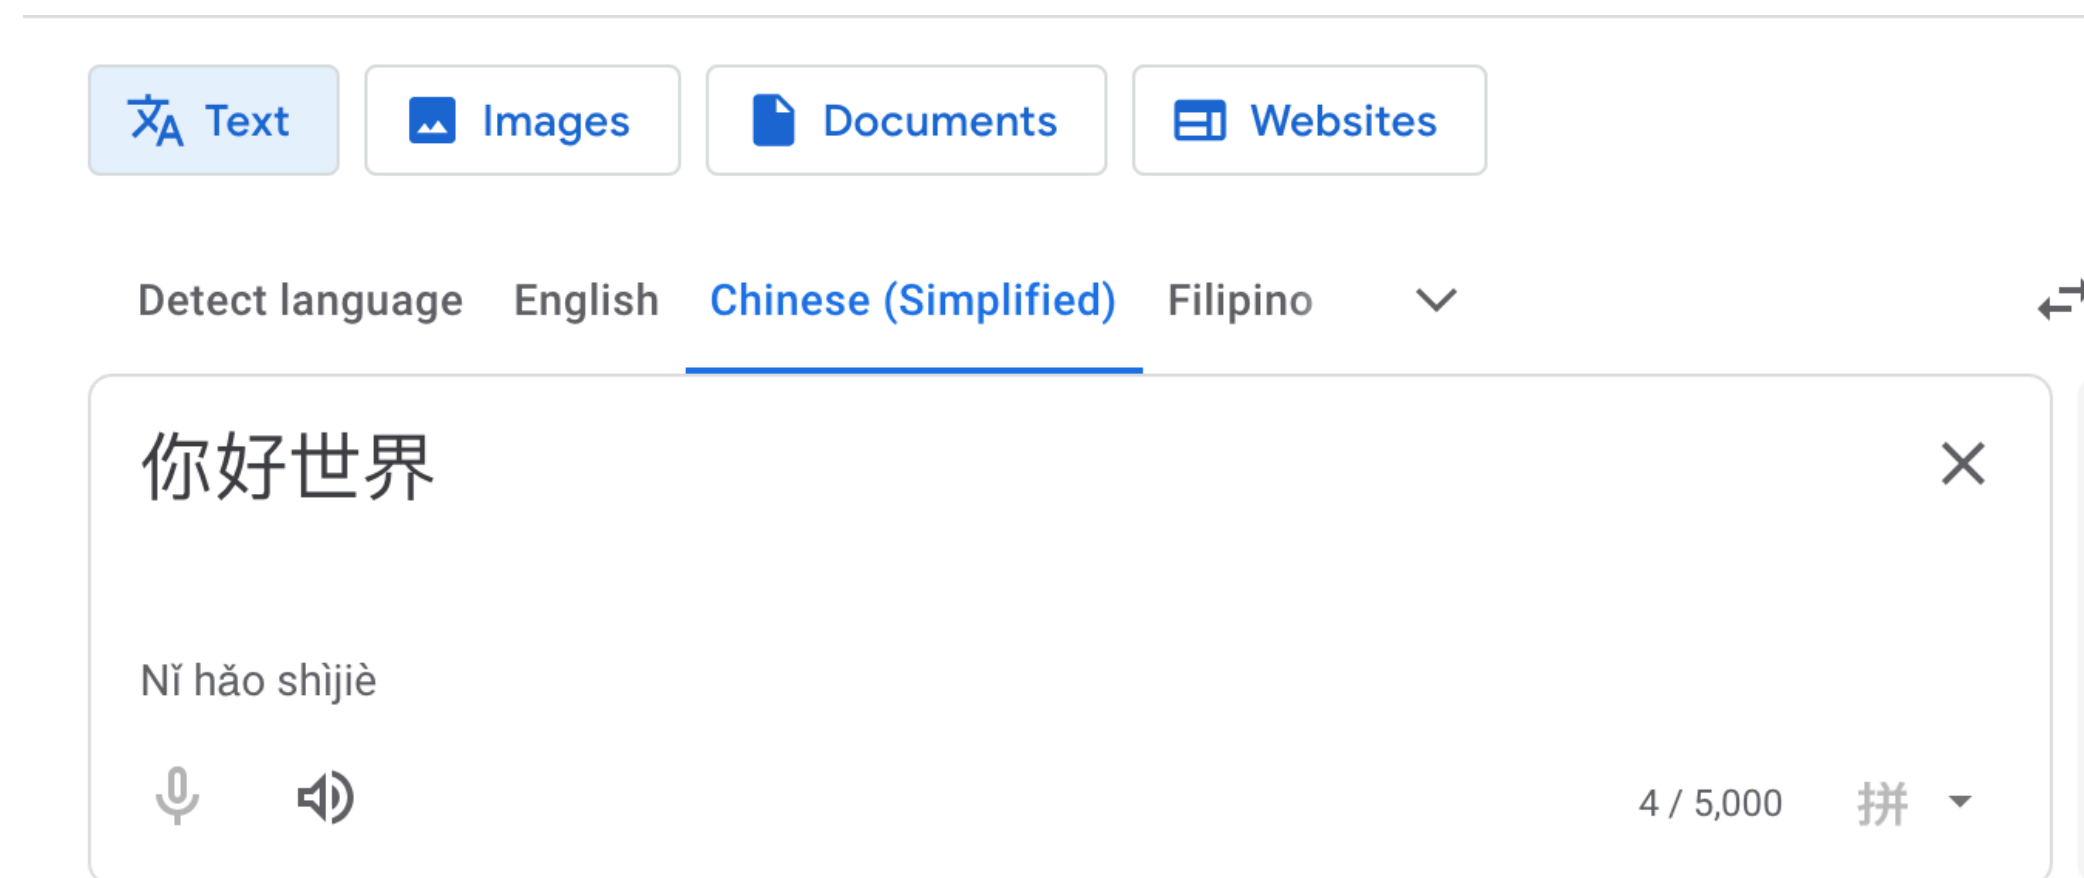 Text Images Documents Websites
Detect language English Chinese (Simplified) Filipino
你好世界
Nǐ hǎo shìjiè
4 / 5,000 拼